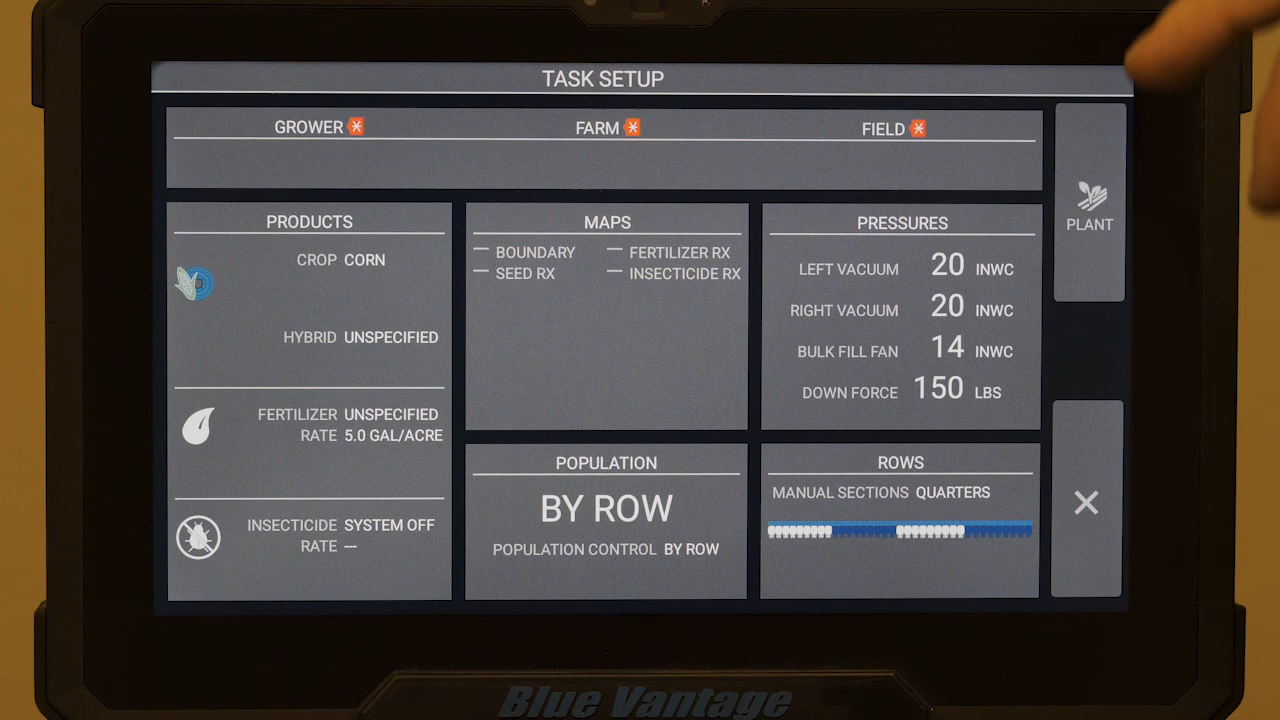 TASK SETUP
GROWER * FARM * FIELD *
PRODUCTS
CROP CORN
HYBRID UNSPECIFIED
FERTILIZER UNSPECIFIED
RATE 5.0 GAL/ACRE
INSECTICIDE SYSTEM OFF
RATE —
MAPS
BOUNDARY
SEED RX
FERTILIZER RX
INSECTICIDE RX
POPULATION
BY ROW
POPULATION CONTROL BY ROW
PRESSURES
LEFT VACUUM 20 INWC
RIGHT VACUUM 20 INWC
BULK FILL FAN 14 INWC
DOWN FORCE 150 LBS
ROWS
MANUAL SECTIONS QUARTERS
PLANT
Blue Vantage